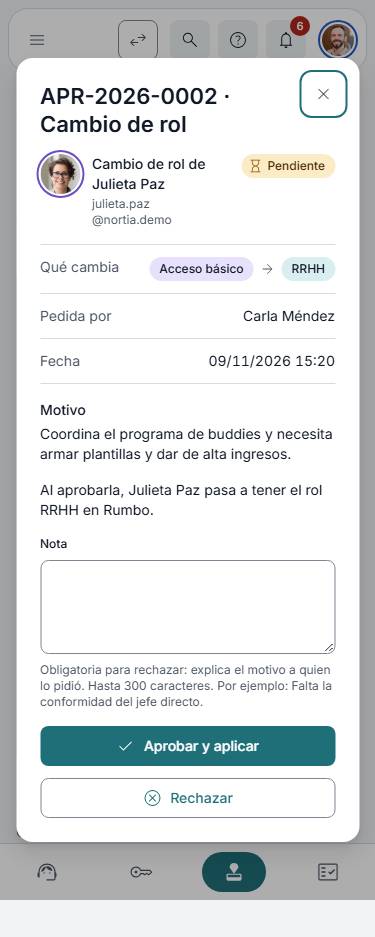 6
APR-2026-0002 ·
Cambio de rol
Cambio de rol de
Julieta Paz
julieta.paz
@nortia.demo
Pendiente
Qué cambia
Acceso básico
RRHH
Pedida por
Carla Méndez
Fecha
09/11/2026 15:20
Motivo
Coordina el programa de buddies y necesita
armar plantillas y dar de alta ingresos.
Al aprobarla, Julieta Paz pasa a tener el rol
RRHH en Rumbo.
Nota
Obligatoria para rechazar: explica el motivo a quien
lo pidió. Hasta 300 caracteres. Por ejemplo: Falta la
conformidad del jefe directo.
Aprobar y aplicar
Rechazar